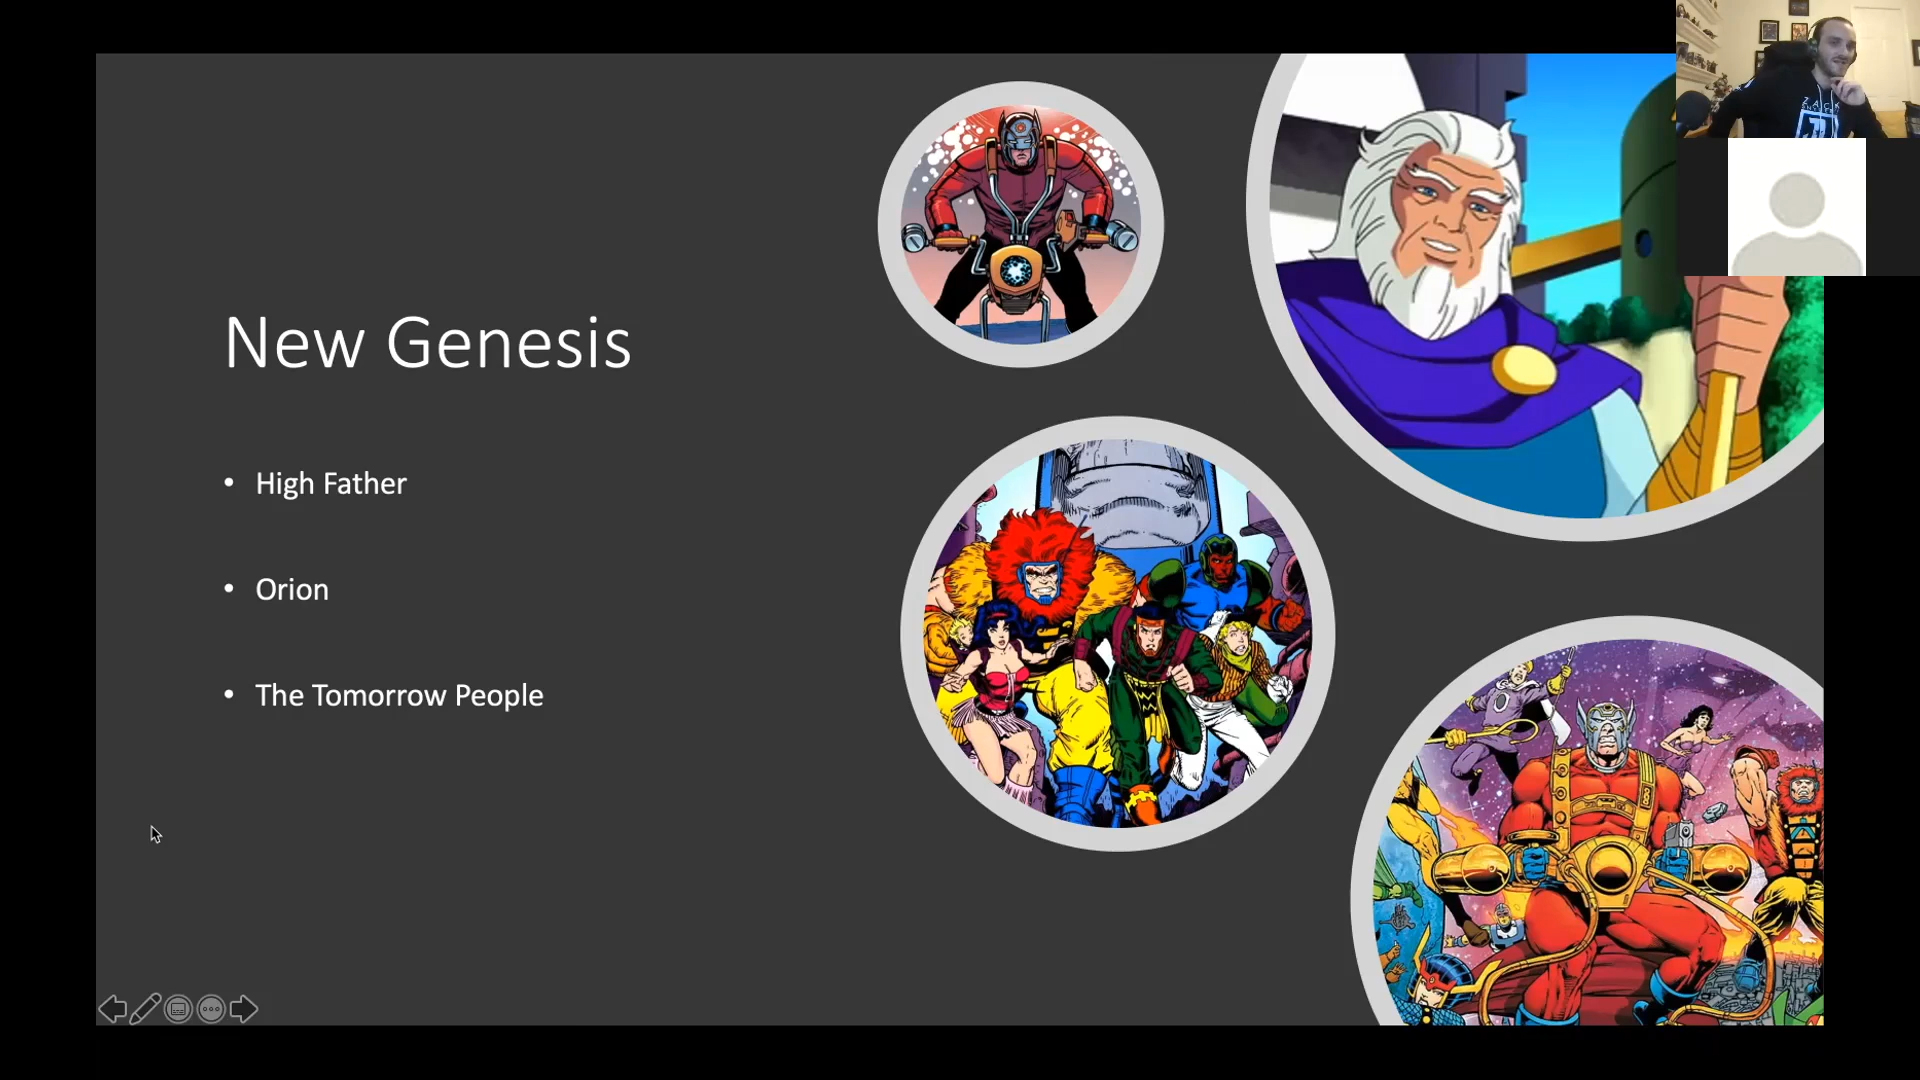 New Genesis
• High Father
• Orion
• The Tomorrow People